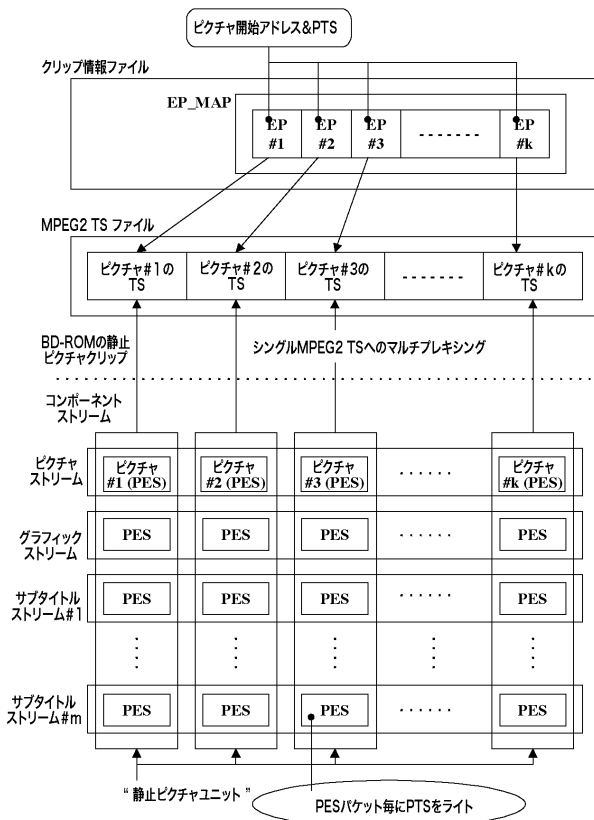 ピクチャ開始アドレス&PTS
クリップ情報ファイル
EP_MAP
EP #1
EP #2
EP #3
-------
EP #k
MPEG2 TS ファイル
ピクチャ#1の TS
ピクチャ#2の TS
ピクチャ#3の TS
-------
ピクチャ#kの TS
BD-ROMの静止
ピクチャクリップ
シングルMPEG2 TSへのマルチプレキシング
コンポーネント
ストリーム
ピクチャ
ストリーム
ピクチャ #1 (PES)
ピクチャ #2 (PES)
ピクチャ #3 (PES)
......
ピクチャ #k (PES)
グラフィック
ストリーム
PES
PES
PES
......
PES
サブタイトル
ストリーム#1
PES
PES
PES
......
PES
サブタイトル
ストリーム#m
PES
PES
PES
......
PES
“ 静止ピクチャユニット ”
PESパケット毎にPTSをライト